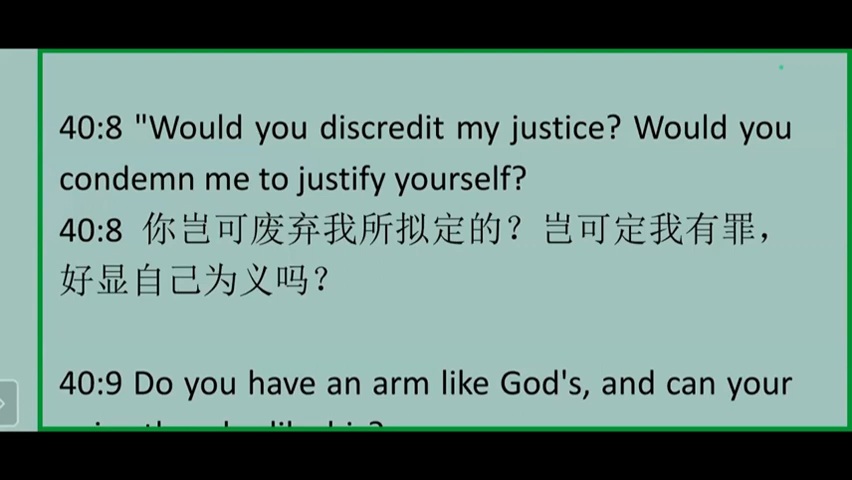 40:8 "Would you discredit my justice? Would you
condemn me to justify yourself?
40:8 你岂可废弃我所拟定的？岂可定我有罪，
好显自己为义吗？
40:9 Do you have an arm like God's, and can your